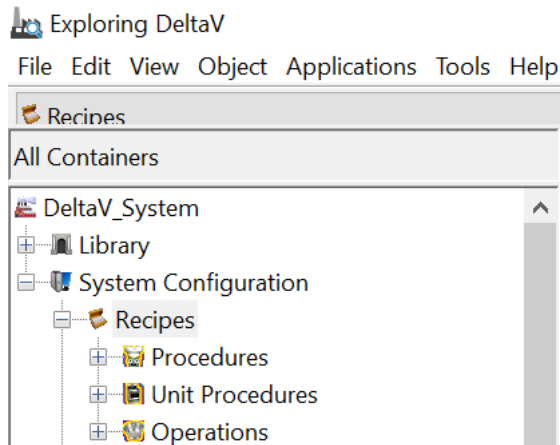 Exploring DeltaV
File Edit View Object Applications Tools Help
Recipes
All Containers
DeltaV_System
Library
System Configuration
Recipes
Procedures
Unit Procedures
Operations